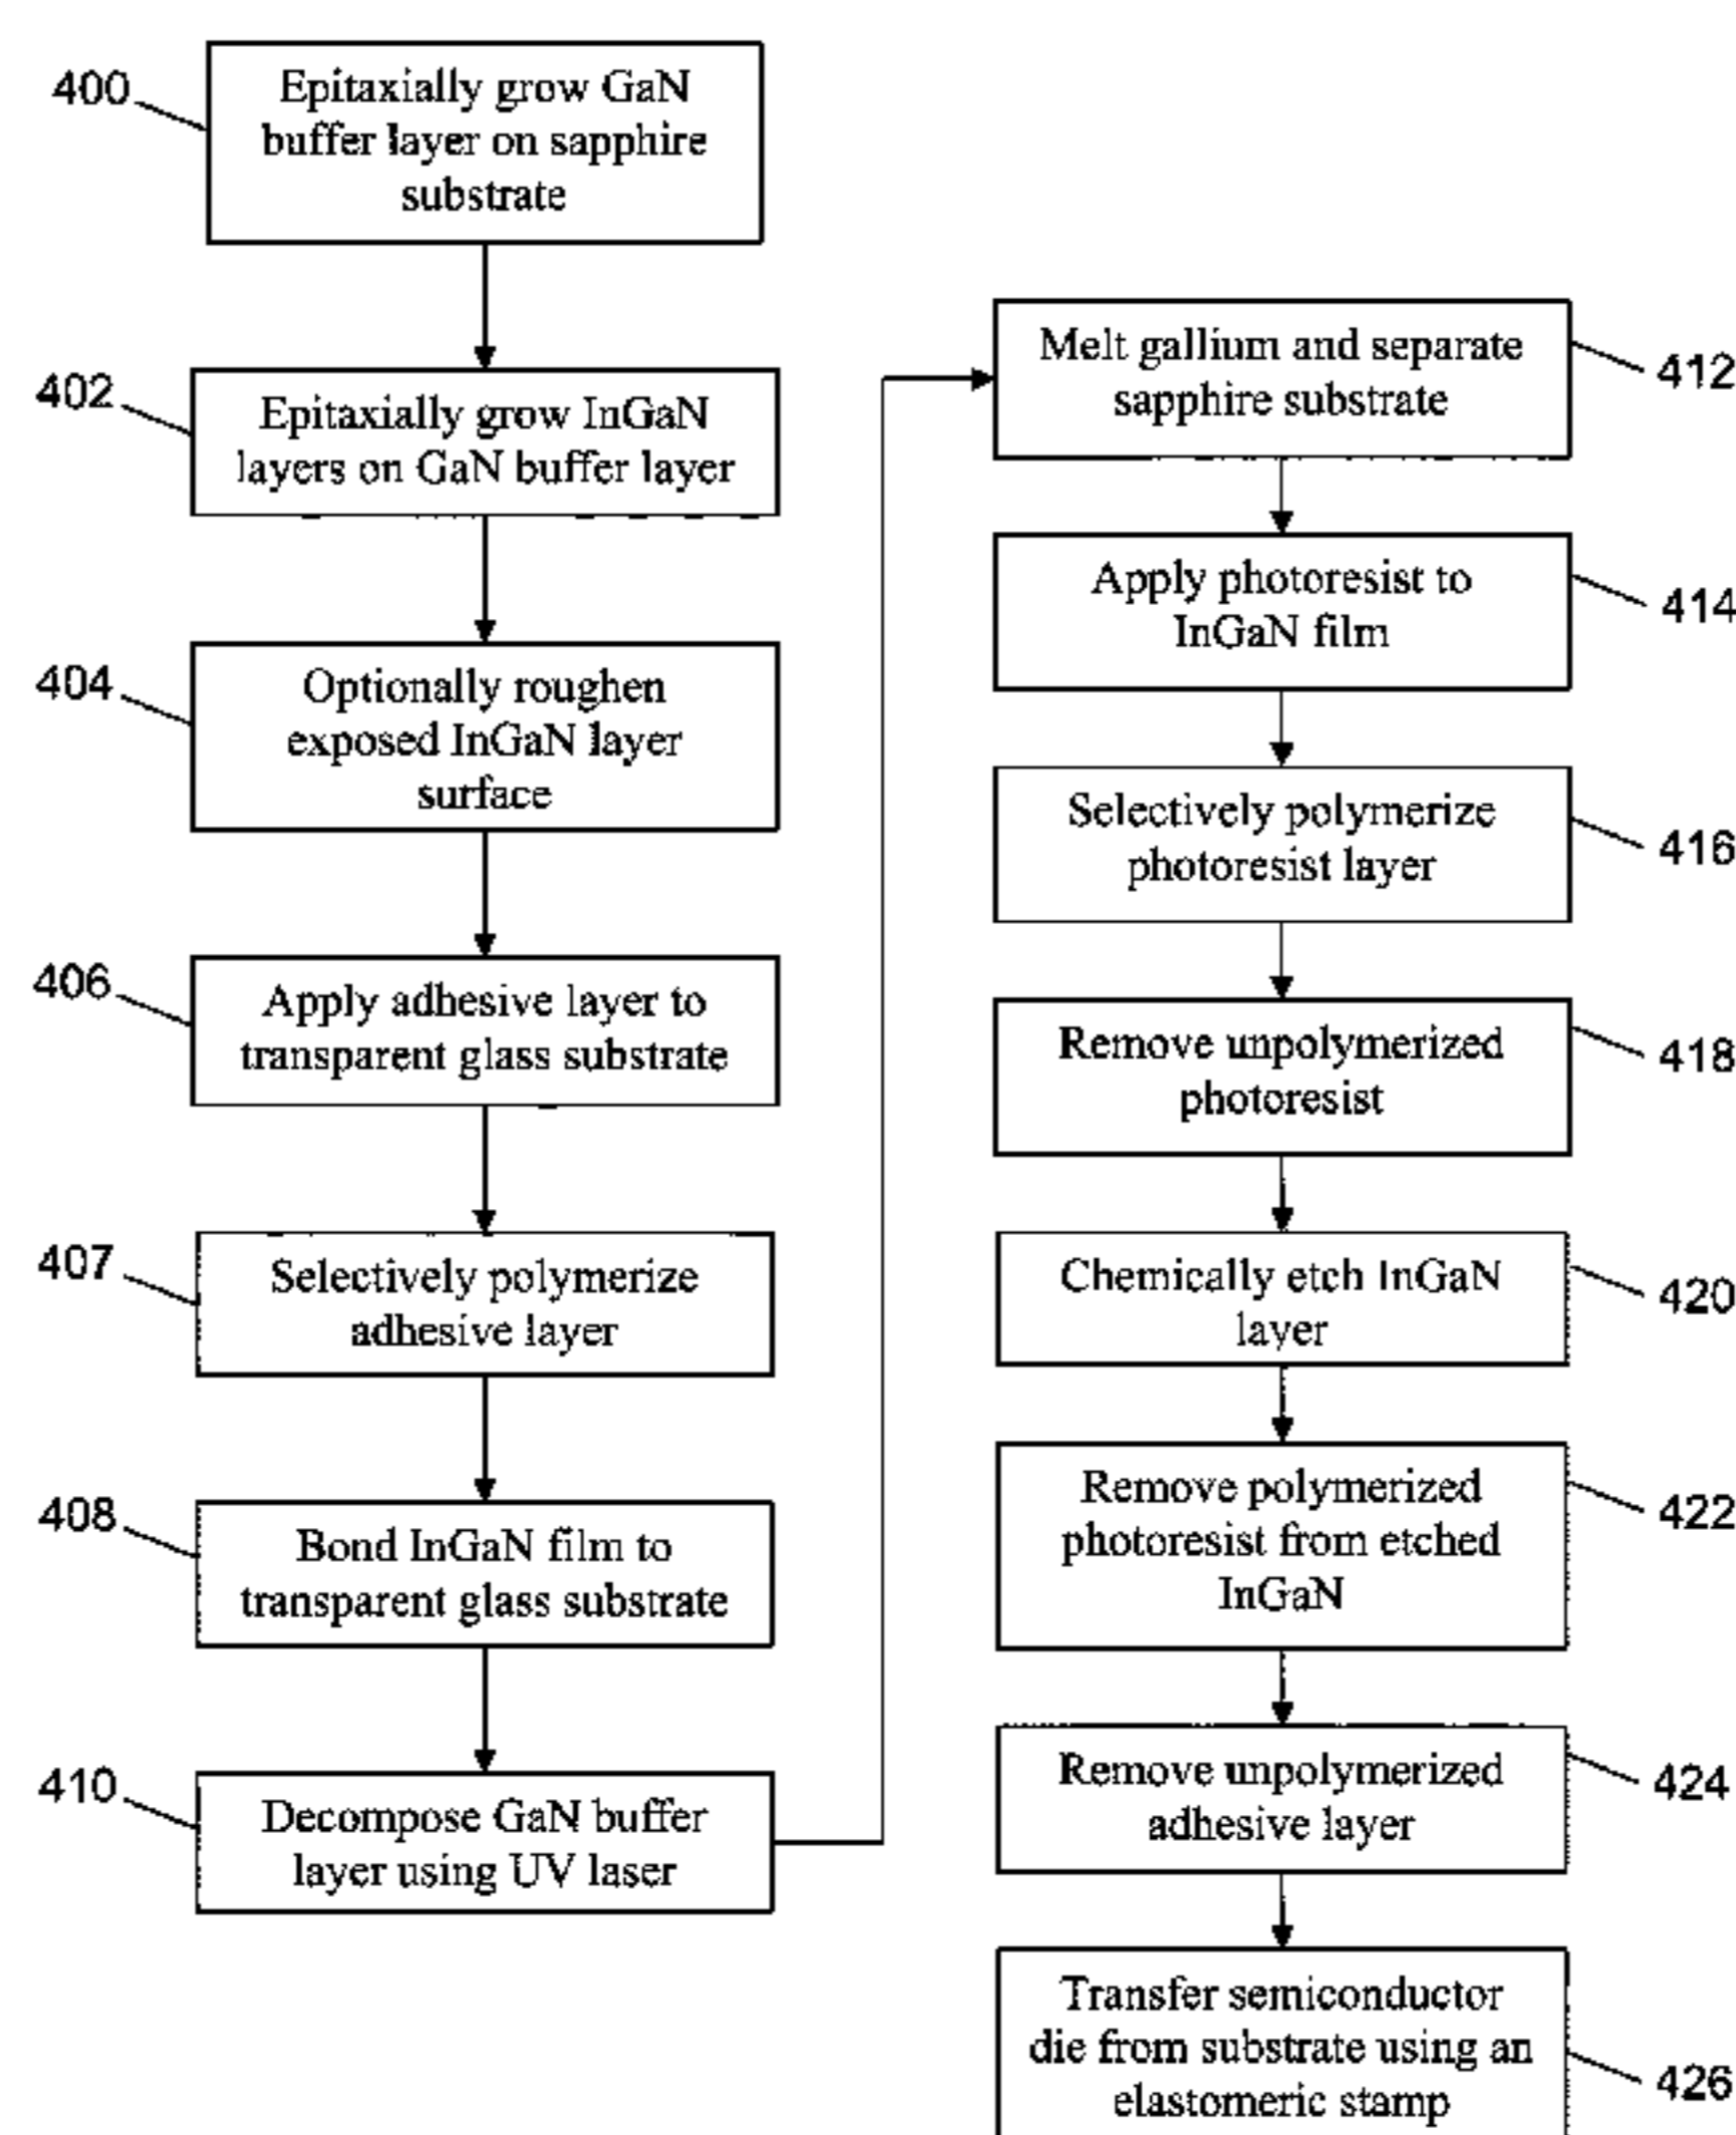 400
Epitaxially grow GaN
buffer layer on sapphire
substrate
402
Epitaxially grow InGaN
layers on GaN buffer layer
404
Optionally roughen
exposed InGaN layer
surface
406
Apply adhesive layer to
transparent glass substrate
407
Selectively polymerize
adhesive layer
408
Bond InGaN film to
transparent glass substrate
410
Decompose GaN buffer
layer using UV laser
Melt gallium and separate
sapphire substrate
412
Apply photoresist to
InGaN film
414
Selectively polymerize
photoresist layer
416
Remove unpolymerized
photoresist
418
Chemically etch InGaN
layer
420
Remove polymerized
photoresist from etched
InGaN
422
Remove unpolymerized
adhesive layer
424
Transfer semiconductor
die from substrate using an
elastomeric stamp
426